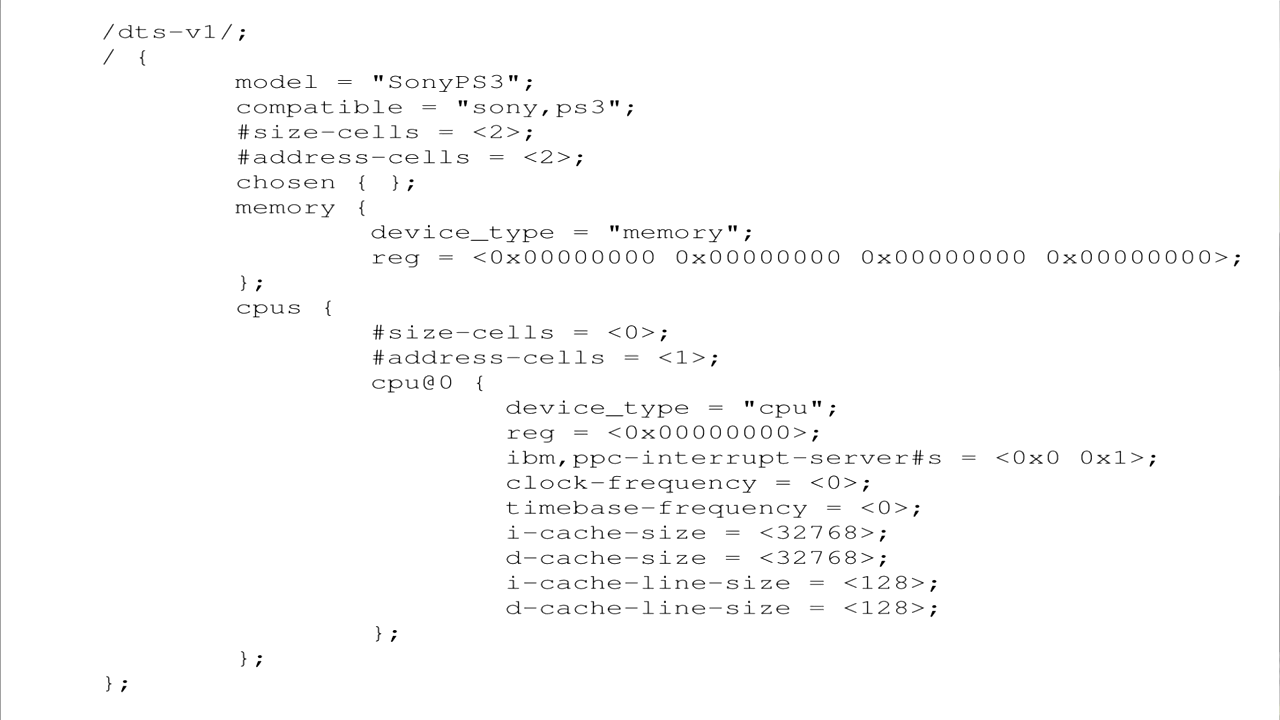 /dts-v1/;
/ {
        model = "SonyPS3";
        compatible = "sony,ps3";
        #size-cells = <2>;
        #address-cells = <2>;
        chosen { };
        memory {
                device_type = "memory";
                reg = <0x00000000 0x00000000 0x00000000 0x00000000>;
        };
        cpus {
                #size-cells = <0>;
                #address-cells = <1>;
                cpu@0 {
                        device_type = "cpu";
                        reg = <0x00000000>;
                        ibm,ppc-interrupt-server#s = <0x0 0x1>;
                        clock-frequency = <0>;
                        timebase-frequency = <0>;
                        i-cache-size = <32768>;
                        d-cache-size = <32768>;
                        i-cache-line-size = <128>;
                        d-cache-line-size = <128>;
                };
        };
};